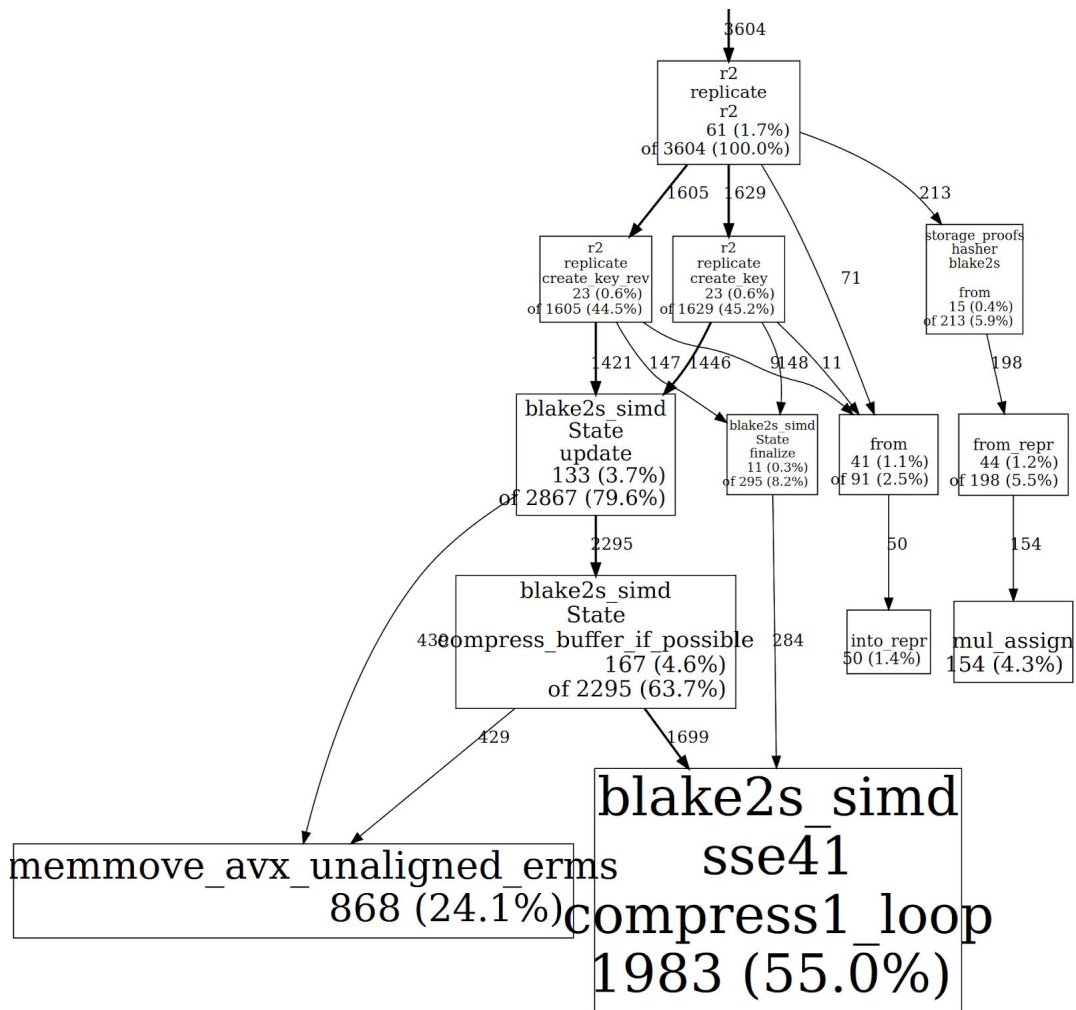 3604
r2
replicate
r2
61 (1.7%)
of 3604 (100.0%)
1605
1629
213
r2
replicate
create_key_rev
23 (0.6%)
of 1605 (44.5%)
r2
replicate
create_key
23 (0.6%)
of 1629 (45.2%)
storage_proofs
hasher
blake2s
from
15 (0.4%)
of 213 (5.9%)
71
1421
147
1446
9
148
11
198
blake2s_simd
State
update
133 (3.7%)
of 2867 (79.6%)
blake2s_simd
State
finalize
11 (0.3%)
of 295 (8.2%)
from
41 (1.1%)
of 91 (2.5%)
from_repr
44 (1.2%)
of 198 (5.5%)
2295
50
154
blake2s_simd
State
compress_buffer_if_possible
167 (4.6%)
of 2295 (63.7%)
284
into_repr
50 (1.4%)
mul_assign
154 (4.3%)
429
1699
memmove_avx_unaligned_erms
868 (24.1%)
blake2s_simd
sse41
compress1_loop
1983 (55.0%)